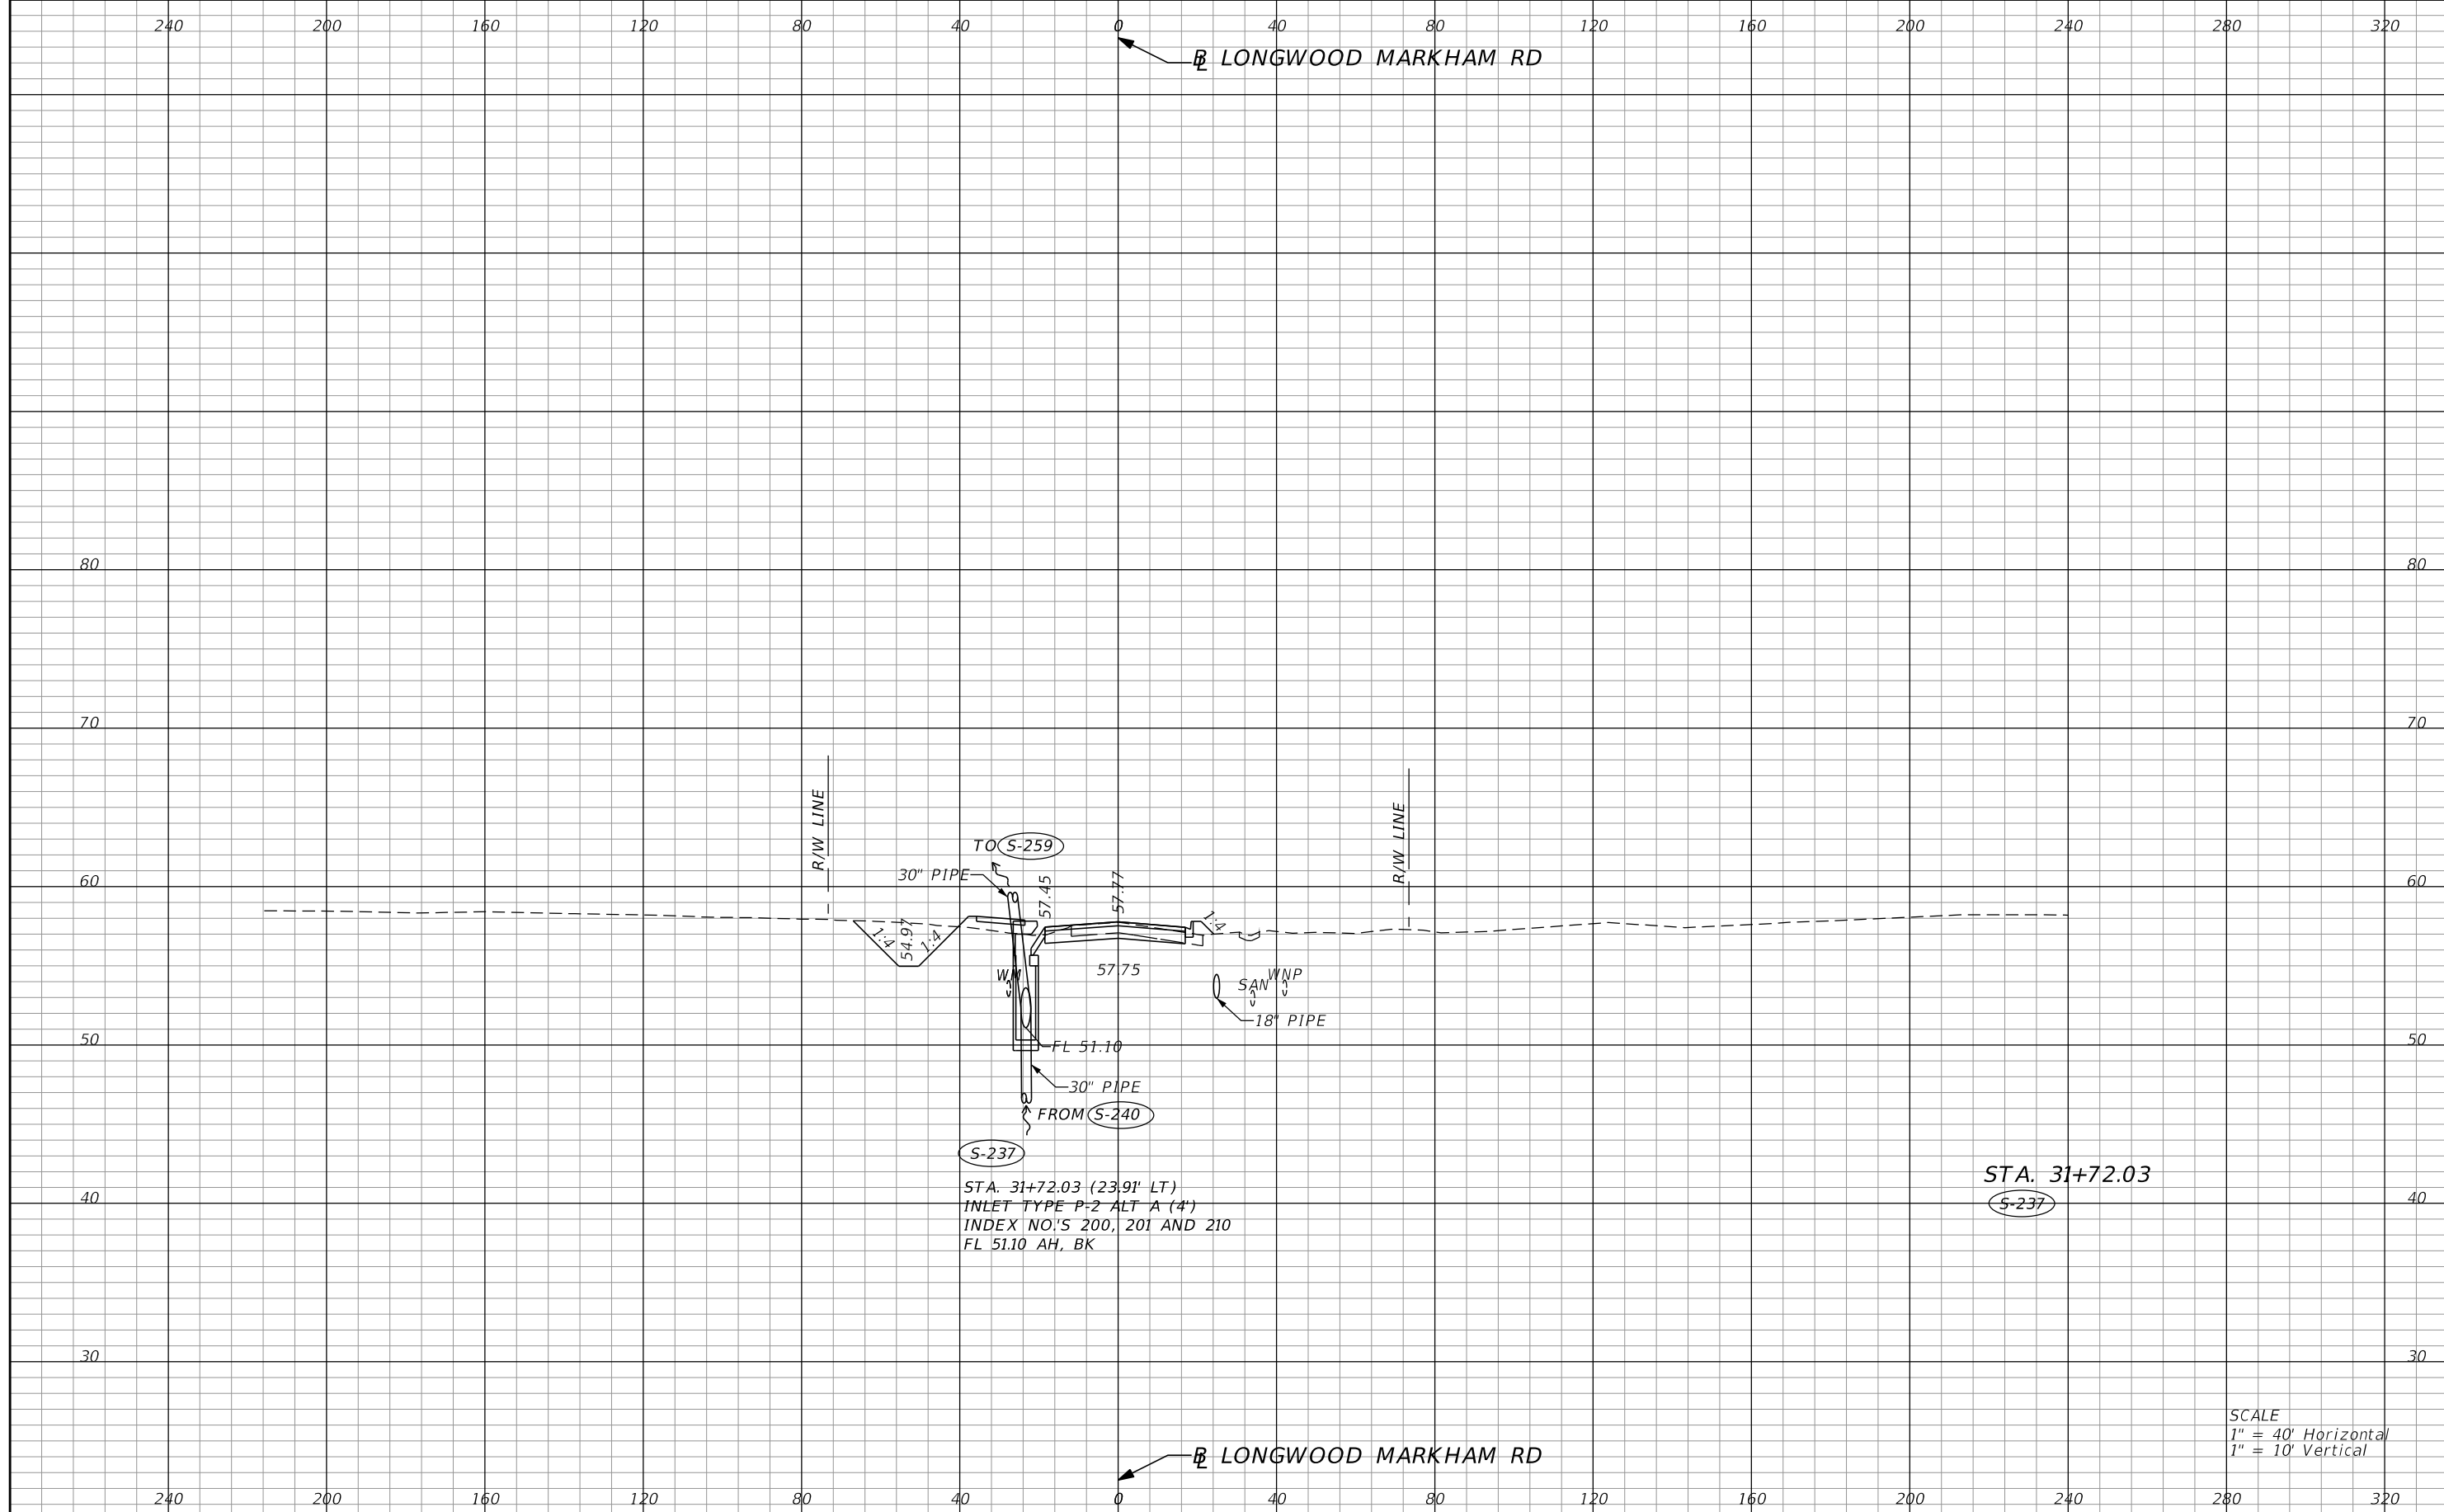 240 200 160 120 80 40 0 40 80 120 160 200 240 280 320
BL LONGWOOD MARKHAM RD
80 80
70 70
R/W LINE
R/W LINE
TO S-259
30" PIPE
60 60
57.45
57.77
1:4
54.97
1:4
1:4
WM
57.75
SAN
WNP
18" PIPE
50 50
FL 51.10
30" PIPE
FROM S-240
S-237
STA. 31+72.03 (23.91' LT)
INLET TYPE P-2 ALT A (4')
INDEX NO.'S 200, 201 AND 210
FL 51.10 AH, BK
STA. 31+72.03
S-237
40 40
30 30
SCALE
1" = 40' Horizontal
1" = 10' Vertical
BL LONGWOOD MARKHAM RD
240 200 160 120 80 40 0 40 80 120 160 200 240 280 320